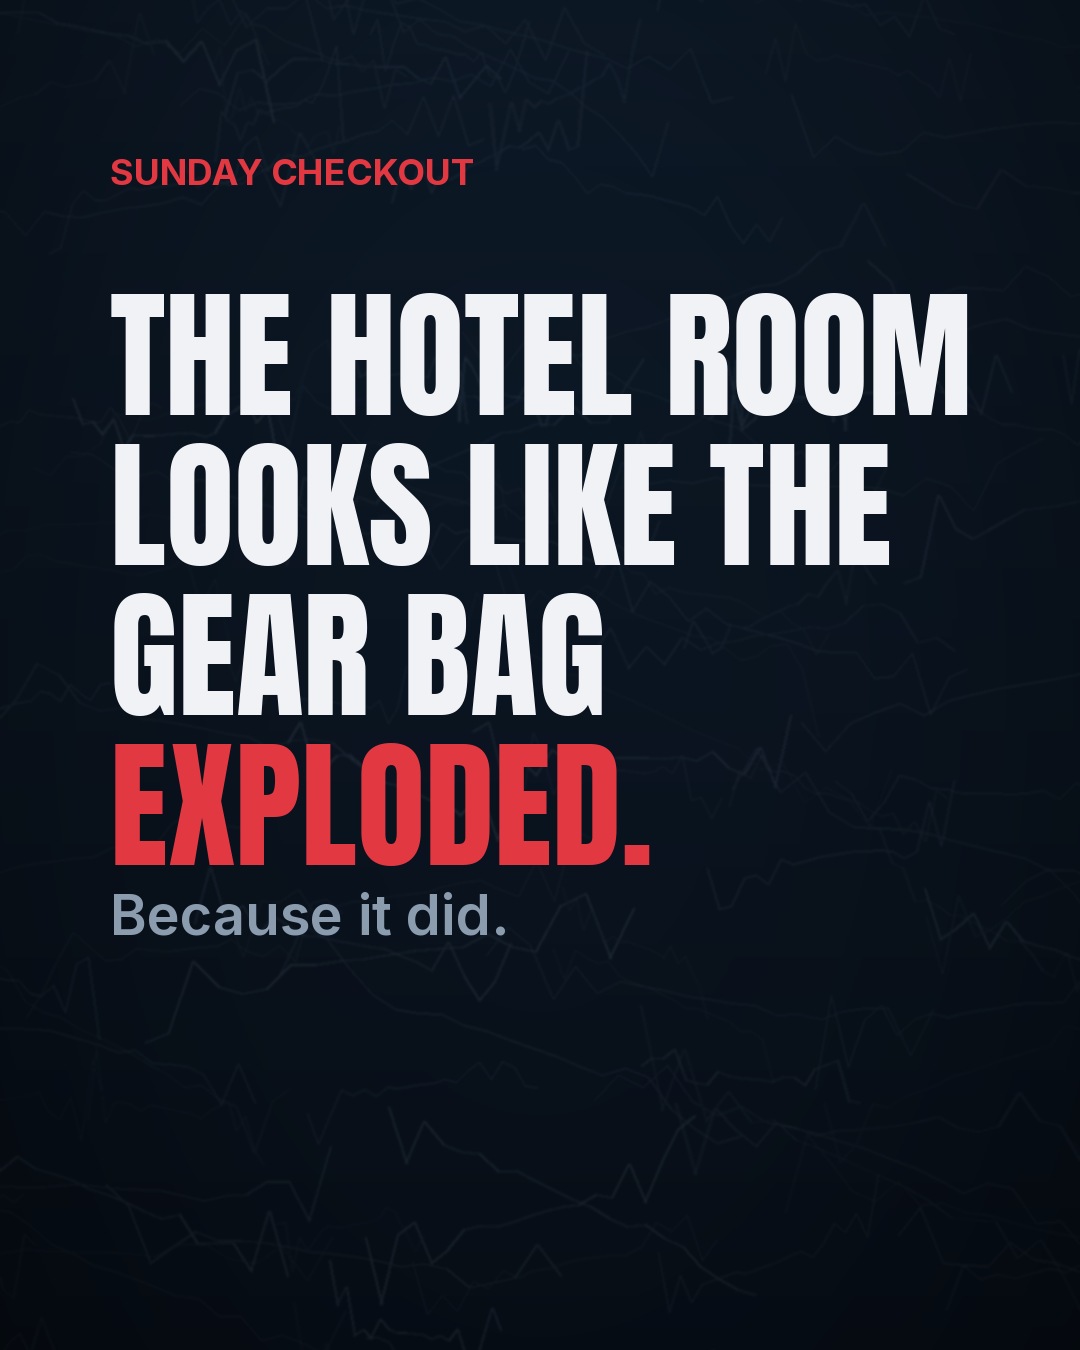 SUNDAY CHECKOUT
THE HOTEL ROOM
LOOKS LIKE THE
GEAR BAG
EXPLODED.
Because it did.